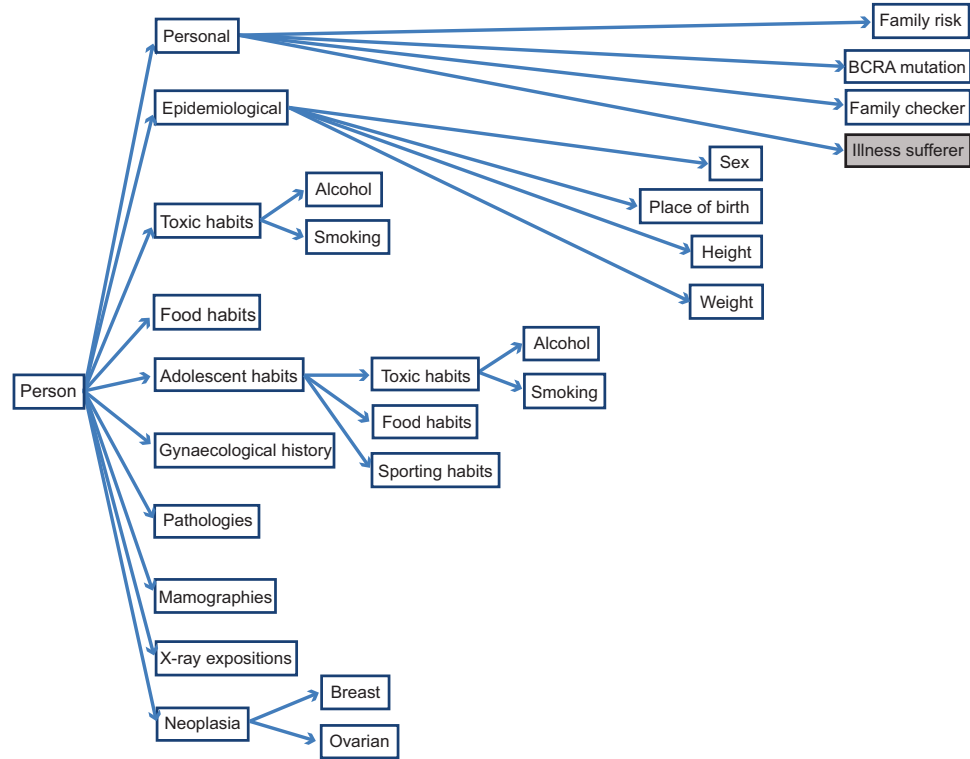 Personal
Family risk
BCRA mutation
Family checker
Illness sufferer
Epidemiological
Sex
Place of birth
Height
Weight
Toxic habits
Alcohol
Smoking
Food habits
Person
Adolescent habits
Toxic habits
Alcohol
Smoking
Food habits
Sporting habits
Gynaecological history
Pathologies
Mamographies
X-ray expositions
Neoplasia
Breast
Ovarian